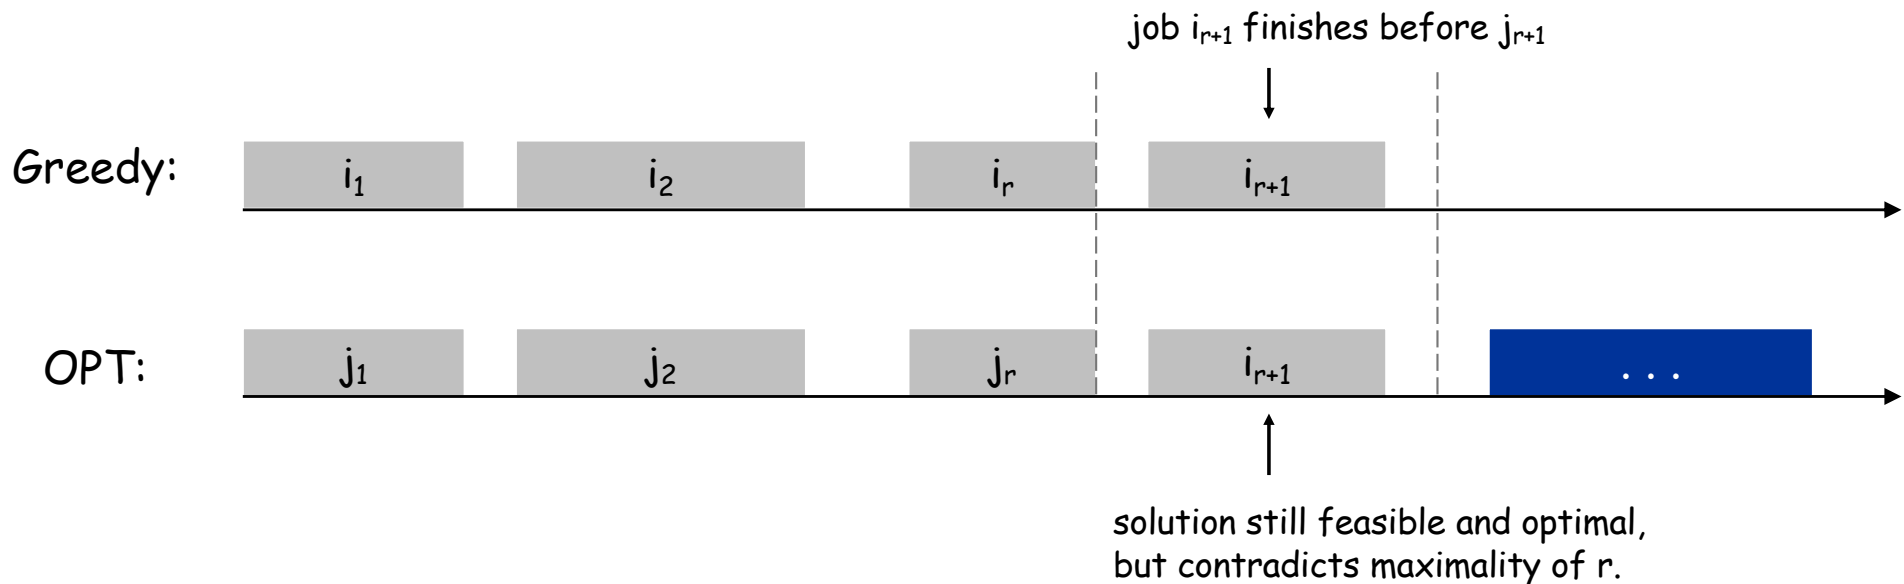 job i_{r+1} finishes before j_{r+1}
Greedy: i_1 i_2 i_r i_{r+1}
OPT: j_1 j_2 j_r i_{r+1} . . .
solution still feasible and optimal,
but contradicts maximality of r.